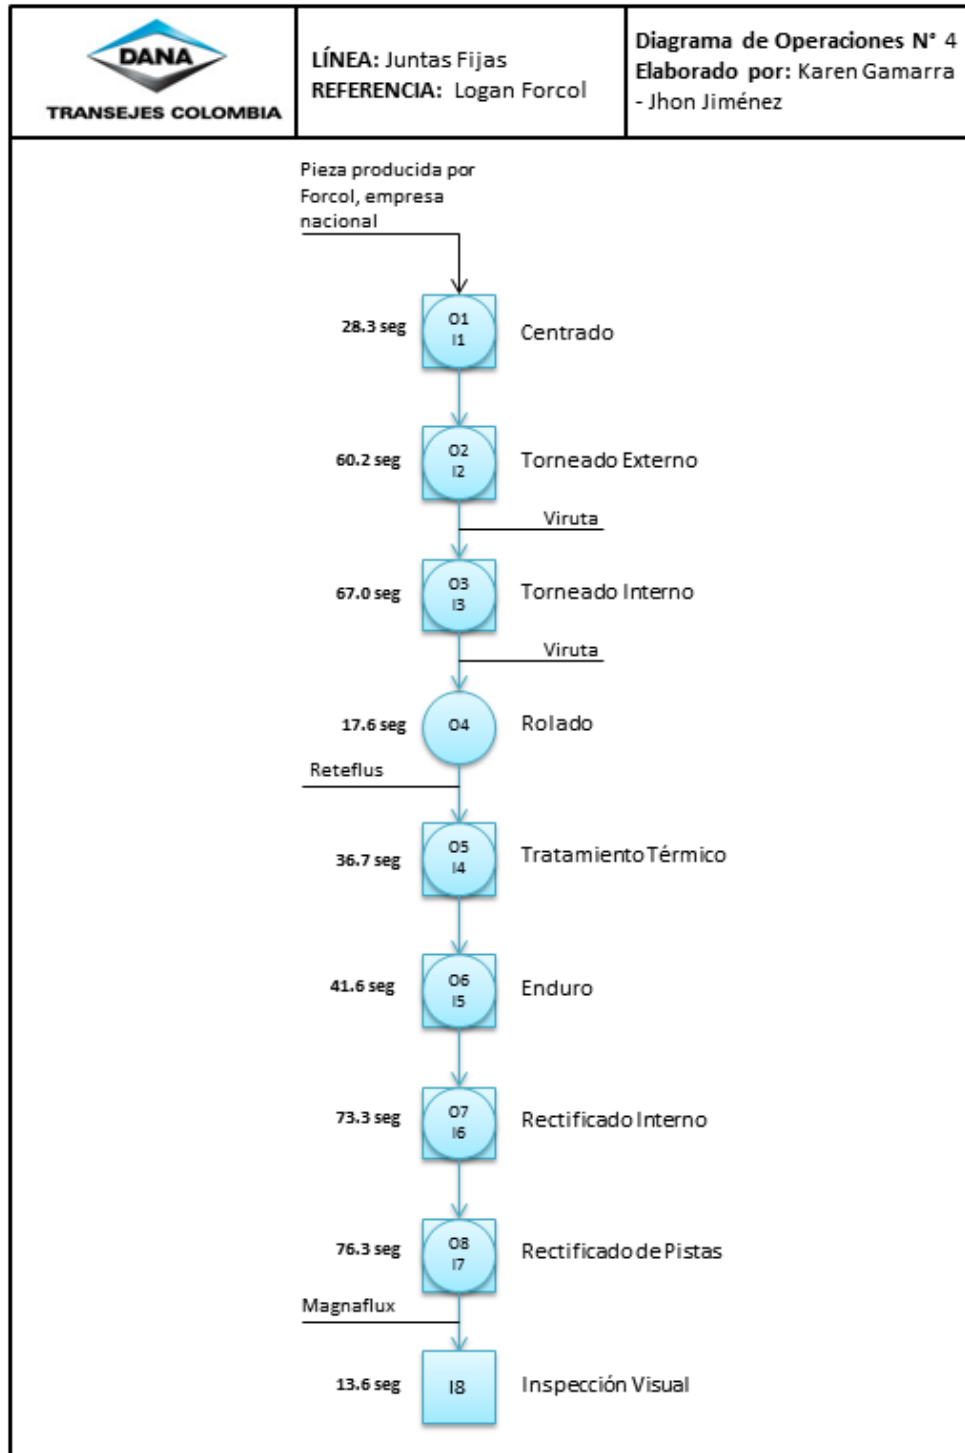 DANA
TRANSEJES COLOMBIA
LÍNEA: Juntas Fijas
REFERENCIA: Logan Forcol
Diagrama de Operaciones N° 4
Elaborado por: Karen Gamarra
- Jhon Jiménez
Pieza producida por
Forcol, empresa
nacional
28.3 seg
O1
I1
Centrado
60.2 seg
O2
I2
Torneado Externo
Viruta
67.0 seg
O3
I3
Torneado Interno
Viruta
17.6 seg
O4
Rolado
Reteflus
36.7 seg
O5
I4
Tratamiento Térmico
41.6 seg
O6
I5
Enduro
73.3 seg
O7
I6
Rectificado Interno
76.3 seg
O8
I7
Rectificado de Pistas
Magnaflux
13.6 seg
I8
Inspección Visual